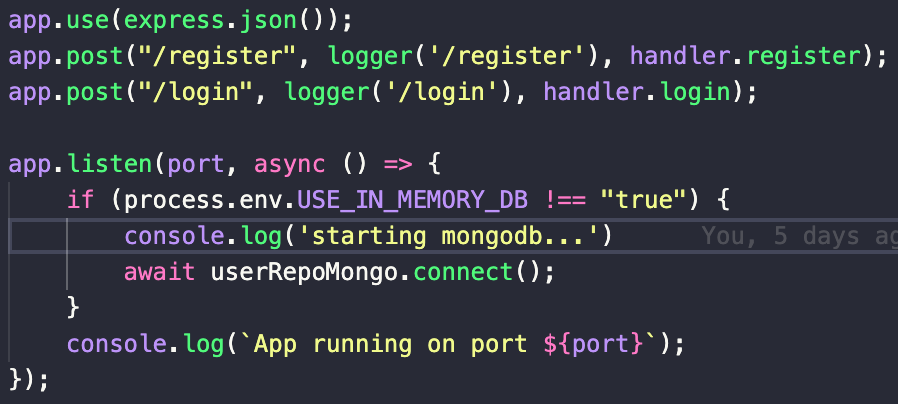 app.use(express.json());
app.post("/register", logger('/register'), handler.register);
app.post("/login", logger('/login'), handler.login);

app.listen(port, async () => {
    if (process.env.USE_IN_MEMORY_DB !== "true") {
        console.log('starting mongodb...')      You, 5 days ag
        await userRepoMongo.connect();
    }
    console.log(`App running on port ${port}`);
});